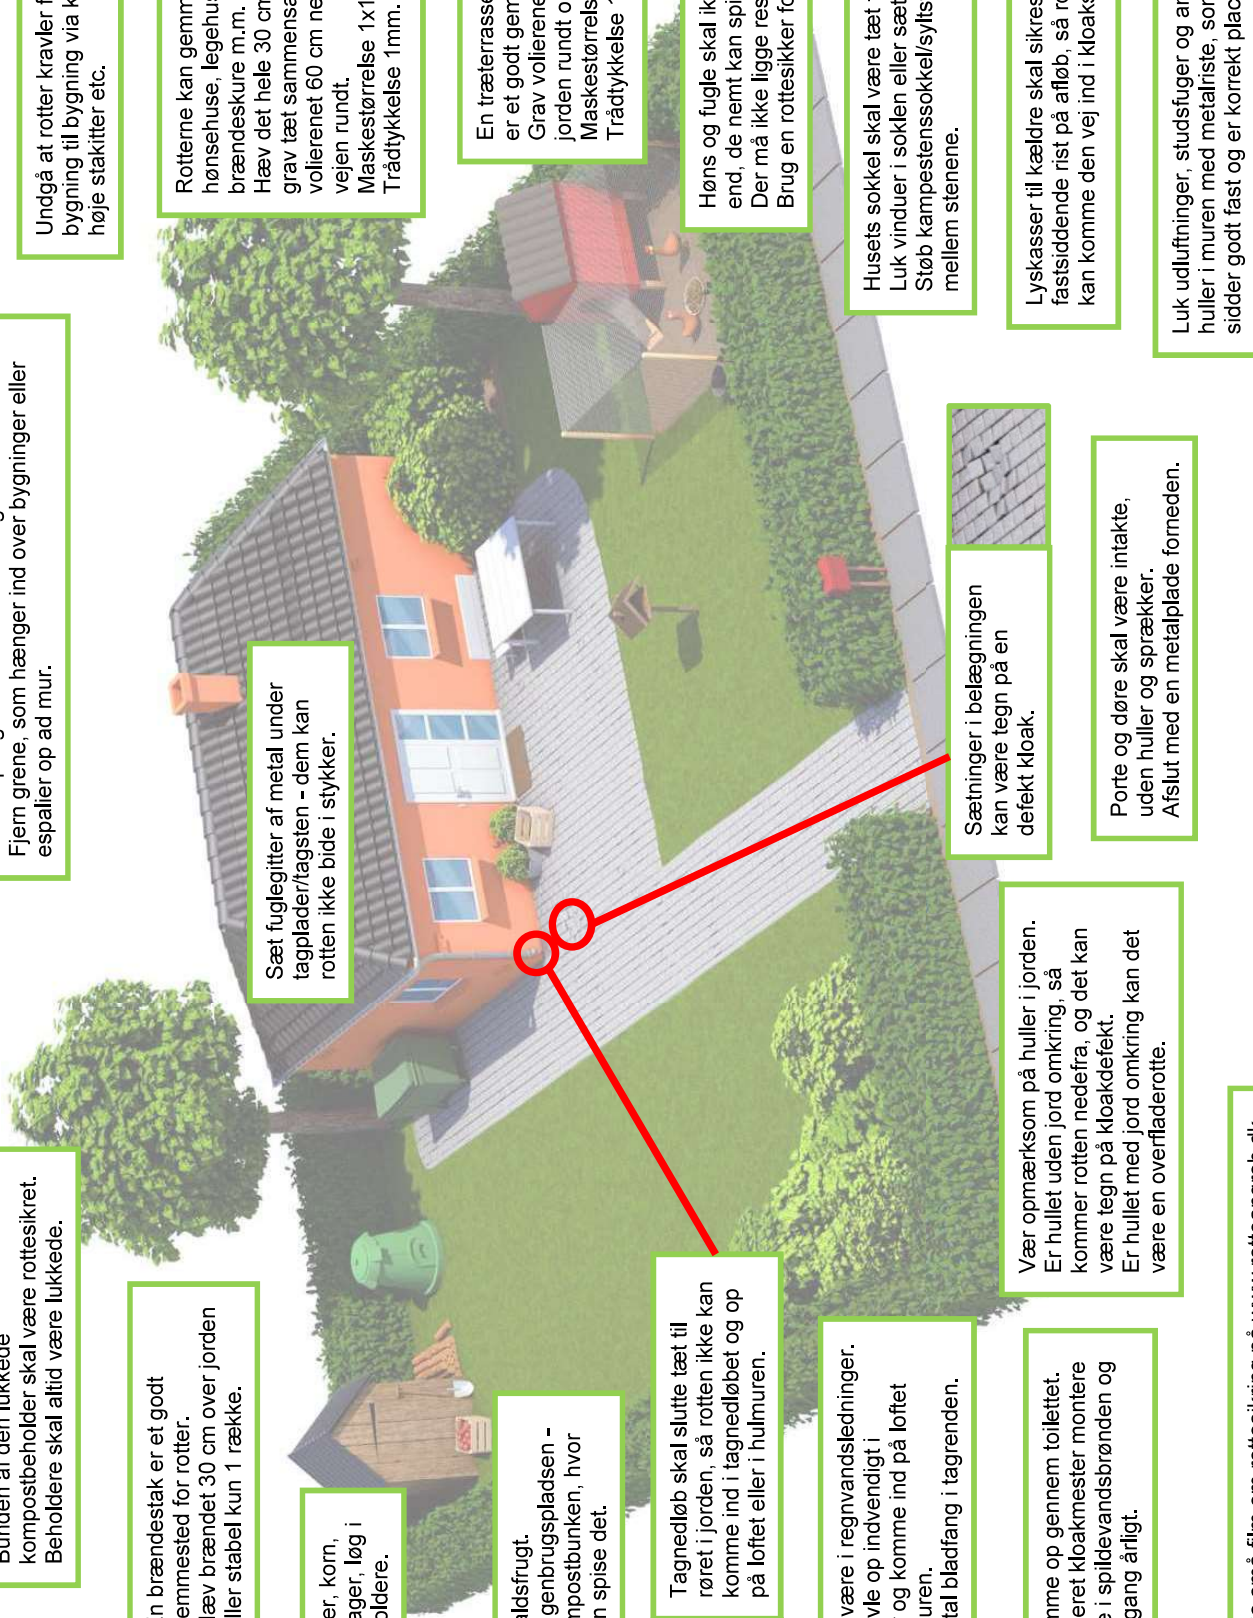 Undgå at rotter kravler f
bygning til bygning via k
høje stakitter etc.
Rotterne kan gemm
hønsehuse, legehus
brændeskure m.m.
Hæv det hele 30 cm
grav tæt sammensa
volierenet 60 cm ne
vejen rundt.
Maskestørrelse 1x1
Trådtykkelse 1mm.
En træterrasse
er et godt gem
Grav volierene
jorden rundt o
Maskestørrels
Trådtykkelse 1
Høns og fugle skal ik
end, de nemt kan spi
Der må ikke ligge res
Brug en rottesikker fo
Husets sokkel skal være tæt
Luk vinduer i soklen eller sæt
Støb kampestenssokkel/sylts
mellem stenene.
Lyskasser til kældre skal sikres
fastsiddende rist på afløb, så r
kan komme den vej ind i kloaks
Luk udluftninger, studsfuger og an
huller i muren med metalriste, som
sidder godt fast og er korrekt plac
Fjern grene, som hænger ind over bygninger eller
espalier op ad mur.
Sæt fuglegitter af metal under
tagplader/tagsten - dem kan
rotten ikke bide i stykker.
Sætninger i belægningen
kan være tegn på en
defekt kloak.
Porte og døre skal være intakte,
uden huller og sprækker.
Afslut med en metalplade forneden.
Vær opmærksom på huller i jorden.
Er hullet uden jord omkring, så
kommer rotten nedefra, og det kan
være tegn på kloakdefekt.
Er hullet med jord omkring kan det
være en overfladerotte.
Bunden af den lukkede
kompostbeholder skal være rottesikret.
Beholdere skal altid være lukkede.
n brændestak er et godt
emmested for rotter.
læv brændet 30 cm over jorden
ller stabel kun 1 række.
er, korn,
ager, løg i
oldere.
aldsfrugt.
genbrugspladsen -
mpostbunken, hvor
n spise det.
Tagnedløb skal slutte tæt til
røret i jorden, så rotten ikke kan
komme ind i tagnedløbet og op
på loftet eller i hulmuren.
være i regnvandsledninger.
vle op indvendigt i
og komme ind på loftet
uren.
tal bladfang i tagrenden.
mme op gennem toilettet.
eret kloakmester montere
e i spildevandsbrønden og
gang årligt.